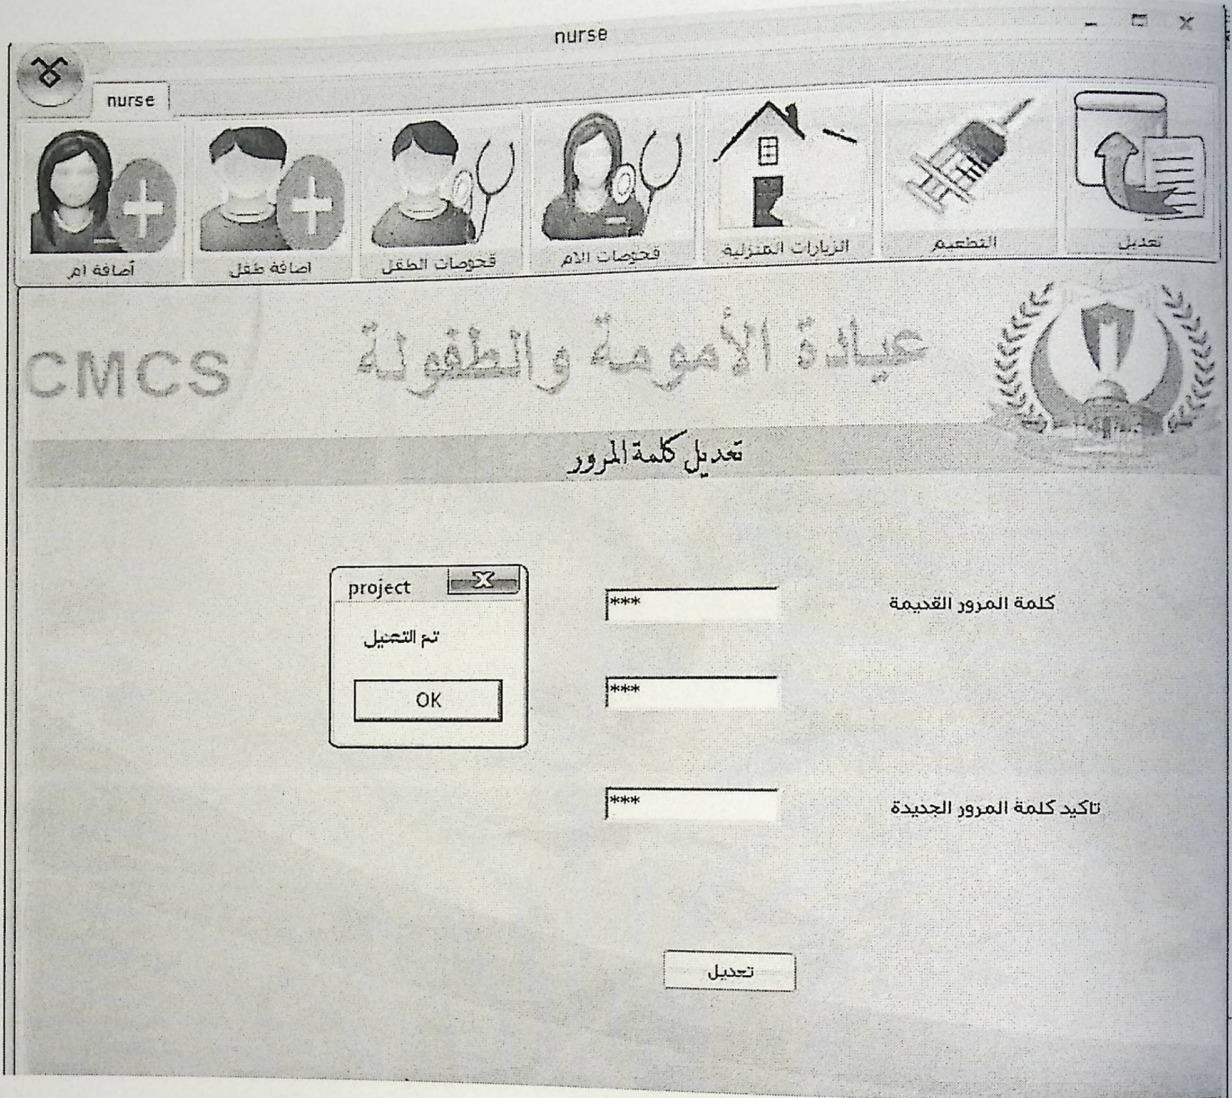 nurse
nurse
أضافة ام
اضافة طفل
فحوصات الطفل
فحوصات الام
الزيارات المنزلية
التطعيم
تعديل
CMCS
عيادة الأمومة والطفولة
تعديل كلمة المرور
project
تم التعديل
OK
كلمة المرور القديمة
***
***
تاكيد كلمة المرور الجديدة
***
تعديل